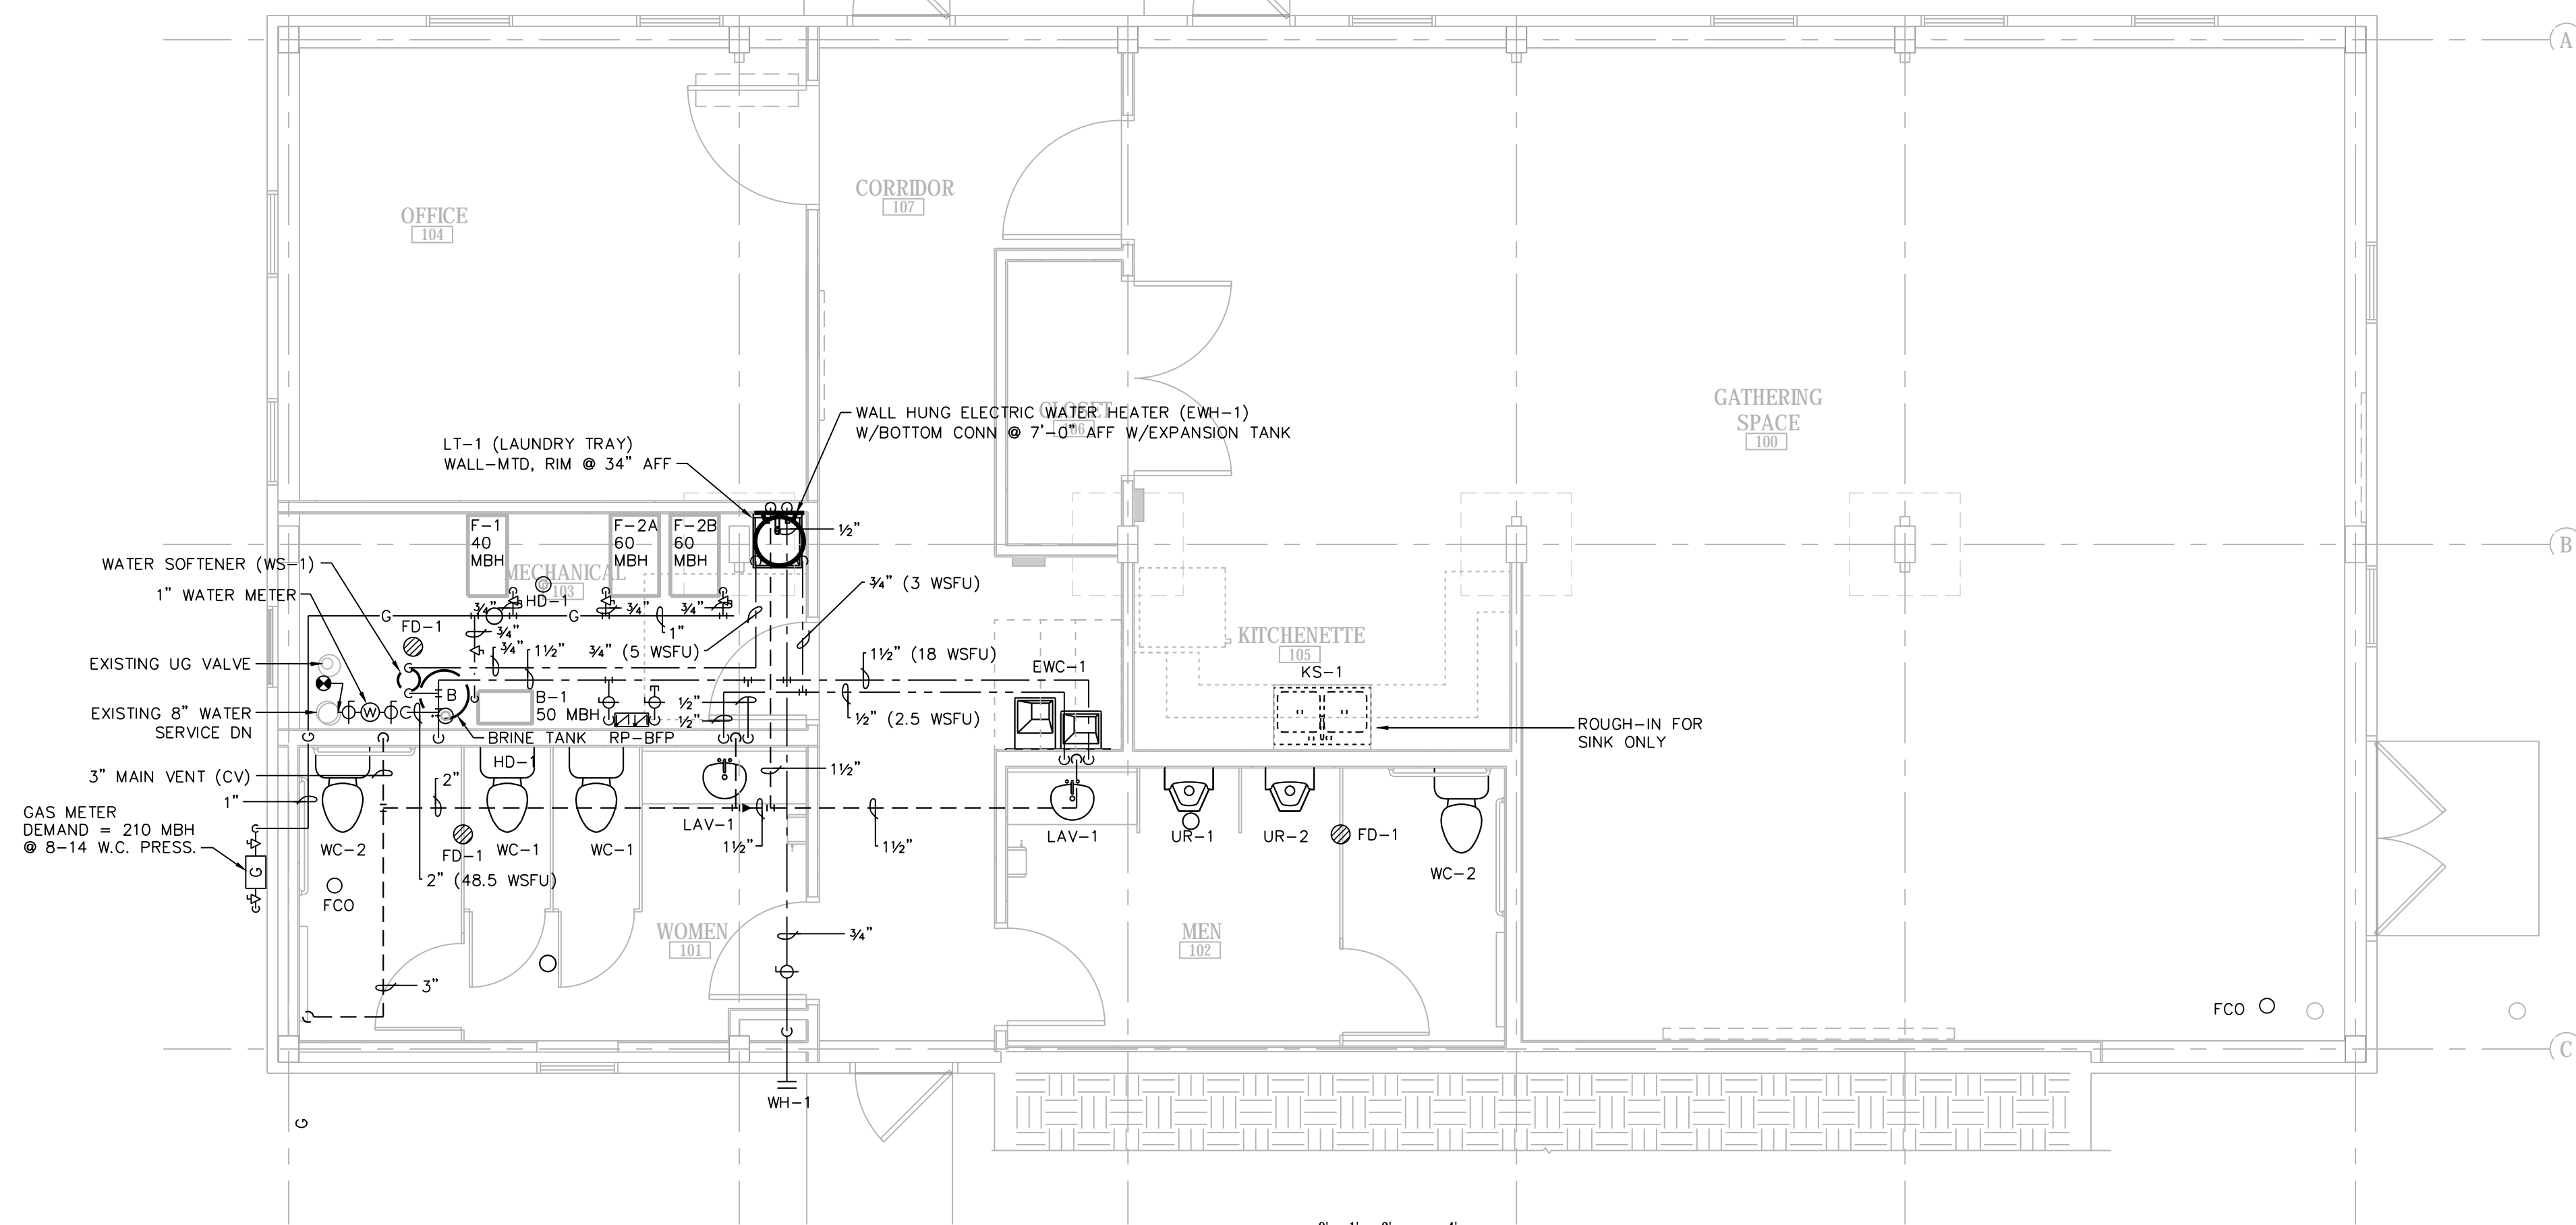 A
CORRIDOR
107
OFFICE
104
GATHERING
SPACE
100
CLOSET
106
WALL HUNG ELECTRIC WATER HEATER (EWH-1)
W/BOTTOM CONN @ 7'-0" AFF W/EXPANSION TANK
LT-1 (LAUNDRY TRAY)
WALL-MTD, RIM @ 34" AFF
F-1
40
MBH
F-2A
60
MBH
F-2B
60
MBH
½"
B
WATER SOFTENER (WS-1)
MECHANICAL
103
¾" (3 WSFU)
1" WATER METER
HD-1
¾"
¾"
¾"
G
G
FD-1
¾"
1"
KITCHENETTE
105
EXISTING UG VALVE
¾"
1½"
¾" (5 WSFU)
1½" (18 WSFU)
EWC-1
KS-1
B
B-1
50 MBH
½"
½"
½" (2.5 WSFU)
EXISTING 8" WATER
SERVICE DN
W
BRINE TANK
RP-BFP
ROUGH-IN FOR
SINK ONLY
G
HD-1
3" MAIN VENT (CV)
2"
1½"
1"
GAS METER
DEMAND = 210 MBH
@ 8-14 W.C. PRESS.
G
WC-2
FD-1
WC-1
WC-1
LAV-1
1½"
1½"
LAV-1
UR-1
UR-2
FD-1
WC-2
2" (48.5 WSFU)
FCO
WOMEN
101
¾"
MEN
102
3"
FCO
C
WH-1
G